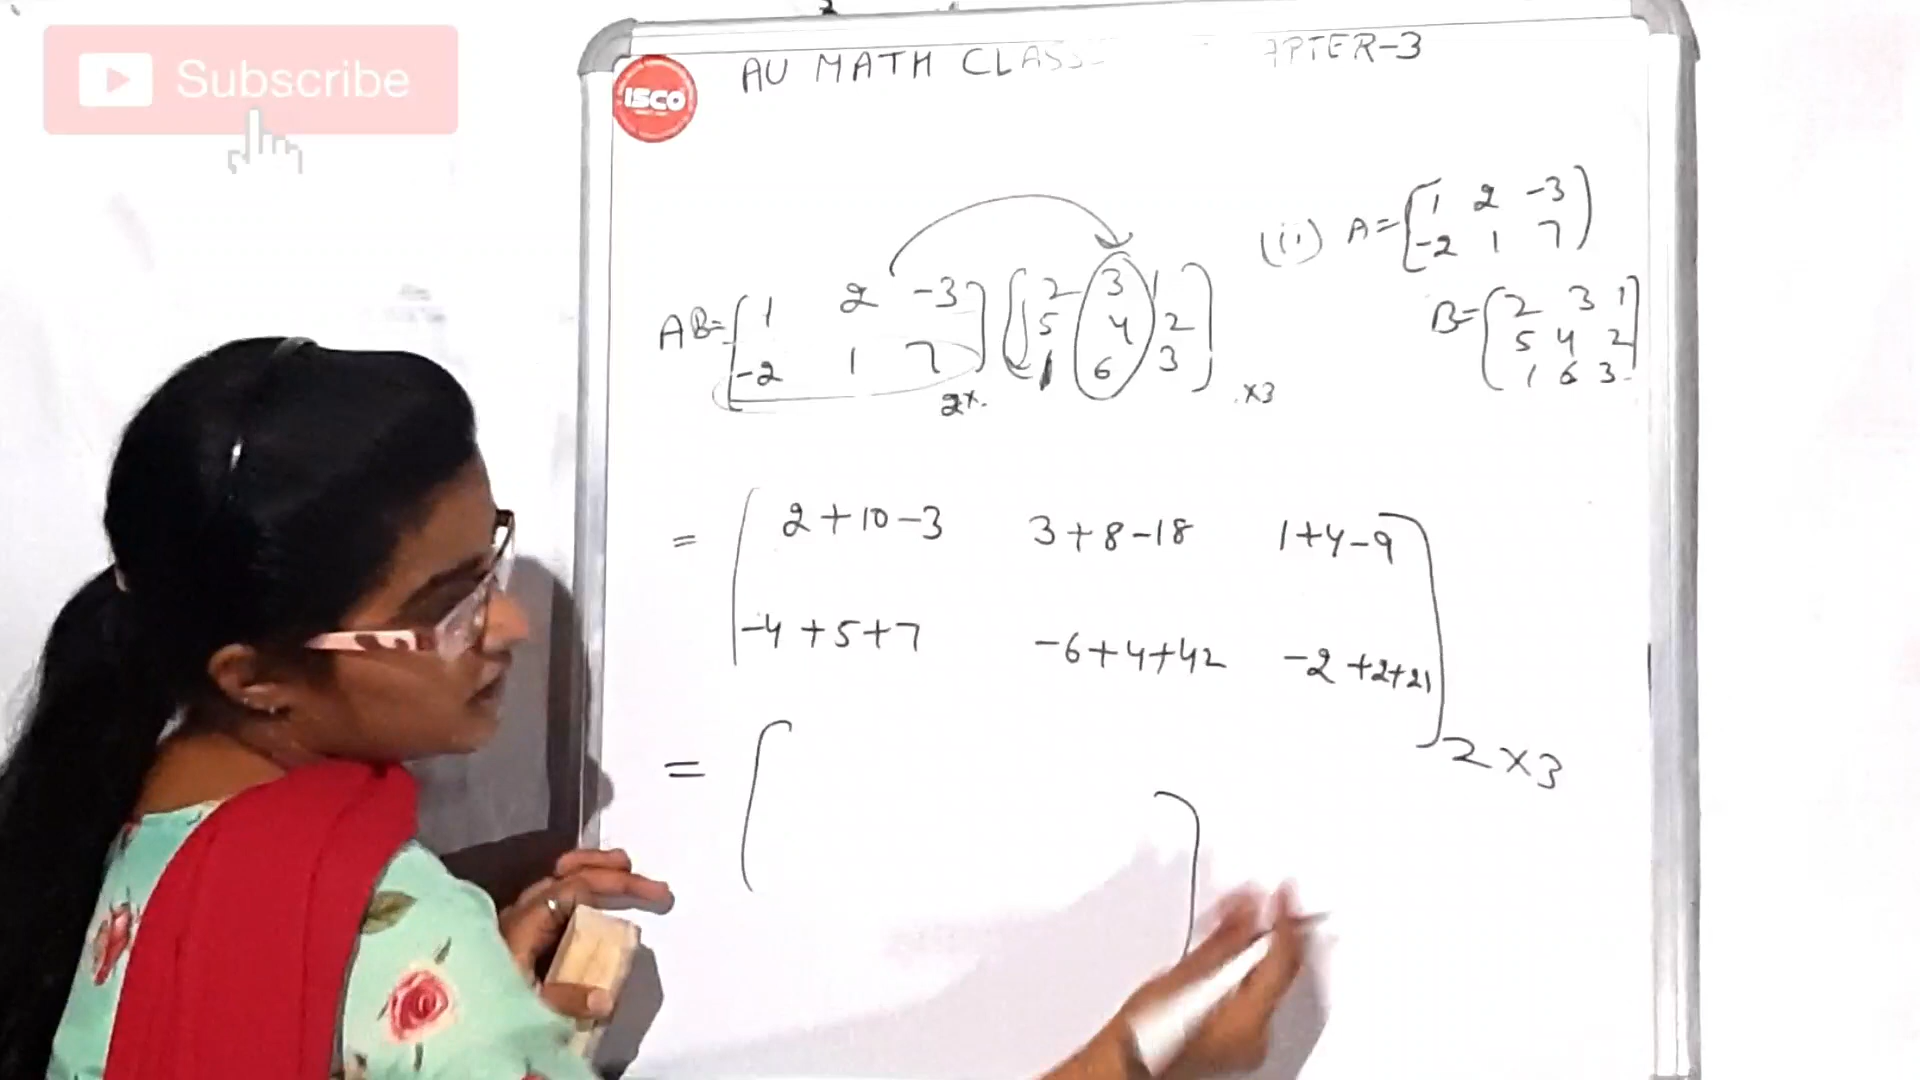 Subscribe
ISCO
AU MATH CLASS APTER-3
(ii) A=[1 2 -3
-2 1 7]
B=[2 3 1
5 4 2
1 6 3]
AB=[1 2 -3
-2 1 7] 2x. [2 3 1
5 4 2
1 6 3] .x3
= [2+10-3 3+8-18 1+4-9
-4+5+7 -6+4+42 -2+2+21] 2x3
= [ ]